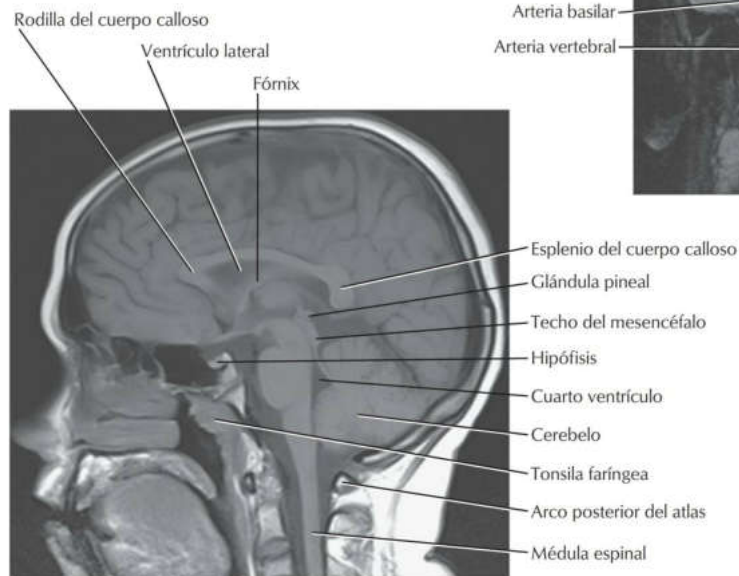 Rodilla del cuerpo calloso
Ventrículo lateral
Fórnix
Arteria basilar
Arteria vertebral
Esplenio del cuerpo calloso
Glándula pineal
Techo del mesencéfalo
Hipófisis
Cuarto ventrículo
Cerebelo
Tonsila faríngea
Arco posterior del atlas
Médula espinal